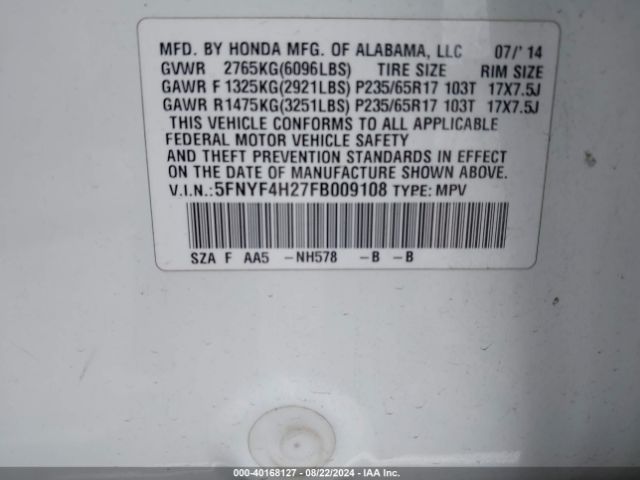 MFD. BY HONDA MFG. OF ALABAMA, LLC 07/' 14
GVWR 2765KG(6096LBS) TIRE SIZE RIM SIZE
GAWR F 1325KG(2921LBS) P235/65R17 103T 17X7.5J
GAWR R1475KG(3251LBS) P235/65R17 103T 17X7.5J
THIS VEHICLE CONFORMS TO ALL APPLICABLE
FEDERAL MOTOR VEHICLE SAFETY
AND THEFT PREVENTION STANDARDS IN EFFECT
ON THE DATE OF MANUFACTURE SHOWN ABOVE.
V.I.N.:5FNYF4H27FB009108 TYPE: MPV
SZA F AA5 -NH578 -B -B
000-40168127 - 08/22/2024 - IAA Inc.